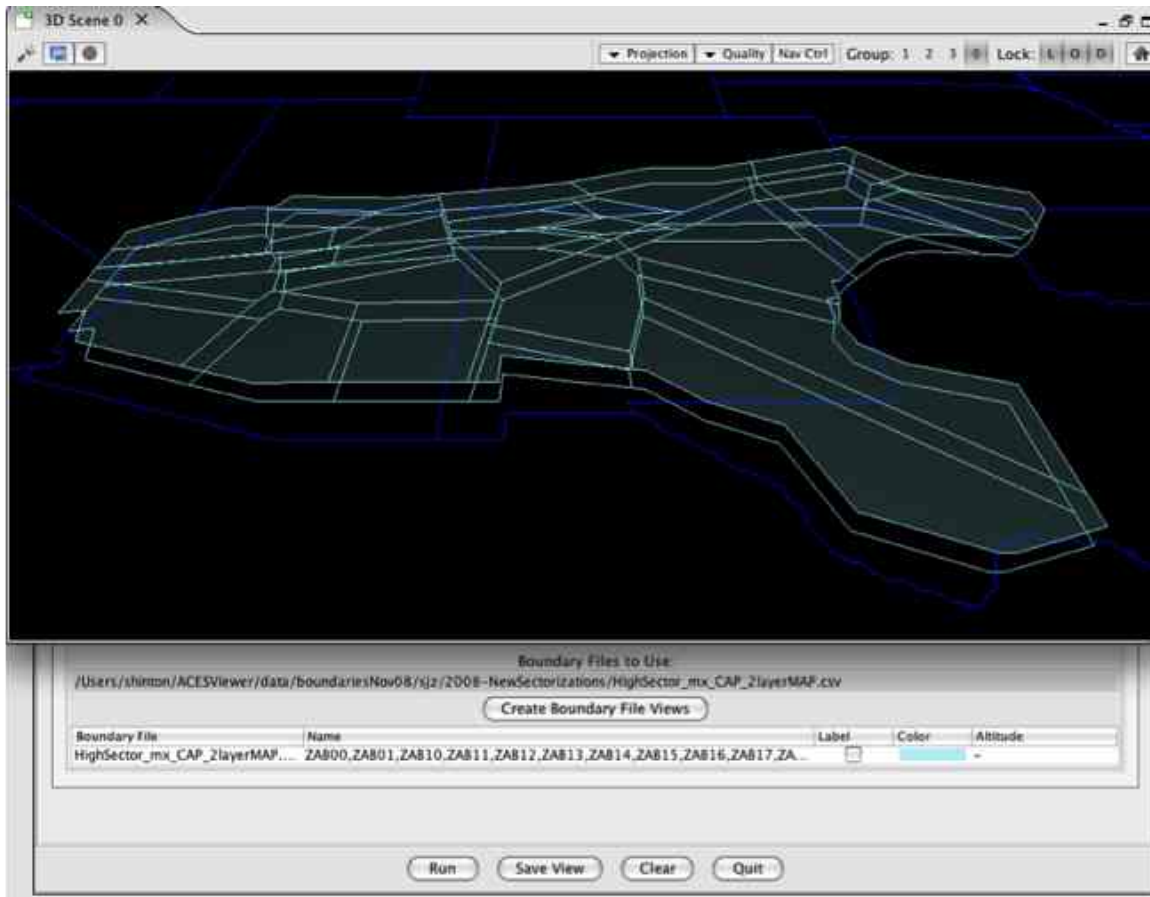 3D Scene 0
Projection Quality Nav Ctrl Group: 1 2 3 0 Lock: L O D
Boundary Files to Use:
/Users/shinton/ACESViewer/data/boundariesNov08/sjz/2008-NewSectorizations/HighSector_mx_CAP_2layerMAP.csv
Create Boundary File Views
Boundary File Name Label Color Altitude
HighSector_mx_CAP_2layerMAP.... ZAB00,ZAB01,ZAB10,ZAB11,ZAB12,ZAB13,ZAB14,ZAB15,ZAB16,ZAB17,ZA... -
Run Save View Clear Quit